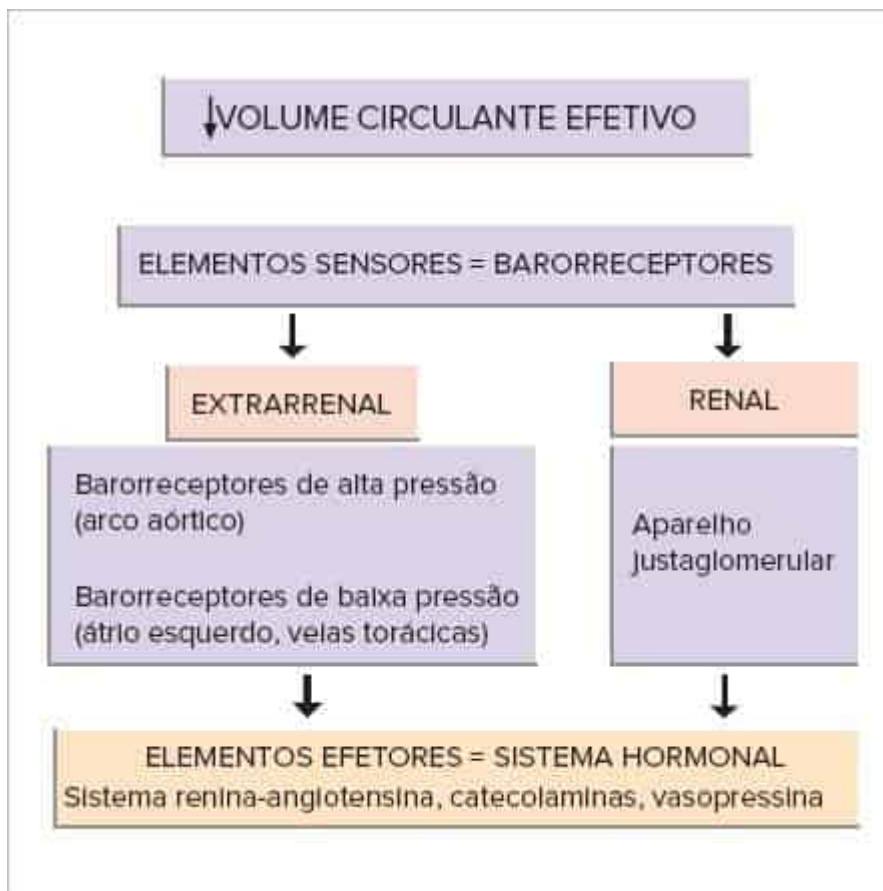 ↓VOLUME CIRCULANTE EFETIVO
ELEMENTOS SENSORES = BARORRECEPTORES
EXTRARRENAL
Barorreceptores de alta pressão
(arco aórtico)
Barorreceptores de baixa pressão
(átrio esquerdo, veias torácicas)
RENAL
Aparelho
justaglomerular
ELEMENTOS EFETORES = SISTEMA HORMONAL
Sistema renina-angiotensina, catecolaminas, vasopressina